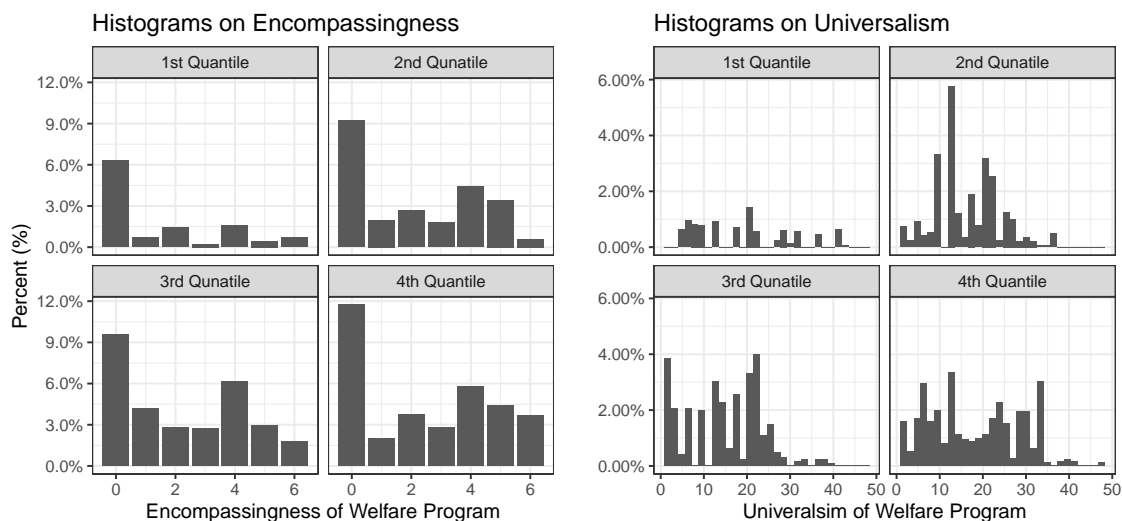 Histograms on Encompassingness
Percent (%)
1st Quantile
2nd Qunatile
12.0%
9.0%
6.0%
3.0%
0.0%
3rd Qunatile
4th Quantile
12.0%
9.0%
6.0%
3.0%
0.0%
0 2 4 6
0 2 4 6
Encompassingness of Welfare Program
Histograms on Universalism
1st Quantile
2nd Qunatile
6.00%
4.00%
2.00%
0.00%
3rd Qunatile
4th Quantile
6.00%
4.00%
2.00%
0.00%
0 10 20 30 40 50
0 10 20 30 40 50
Univeralsim of Welfare Program